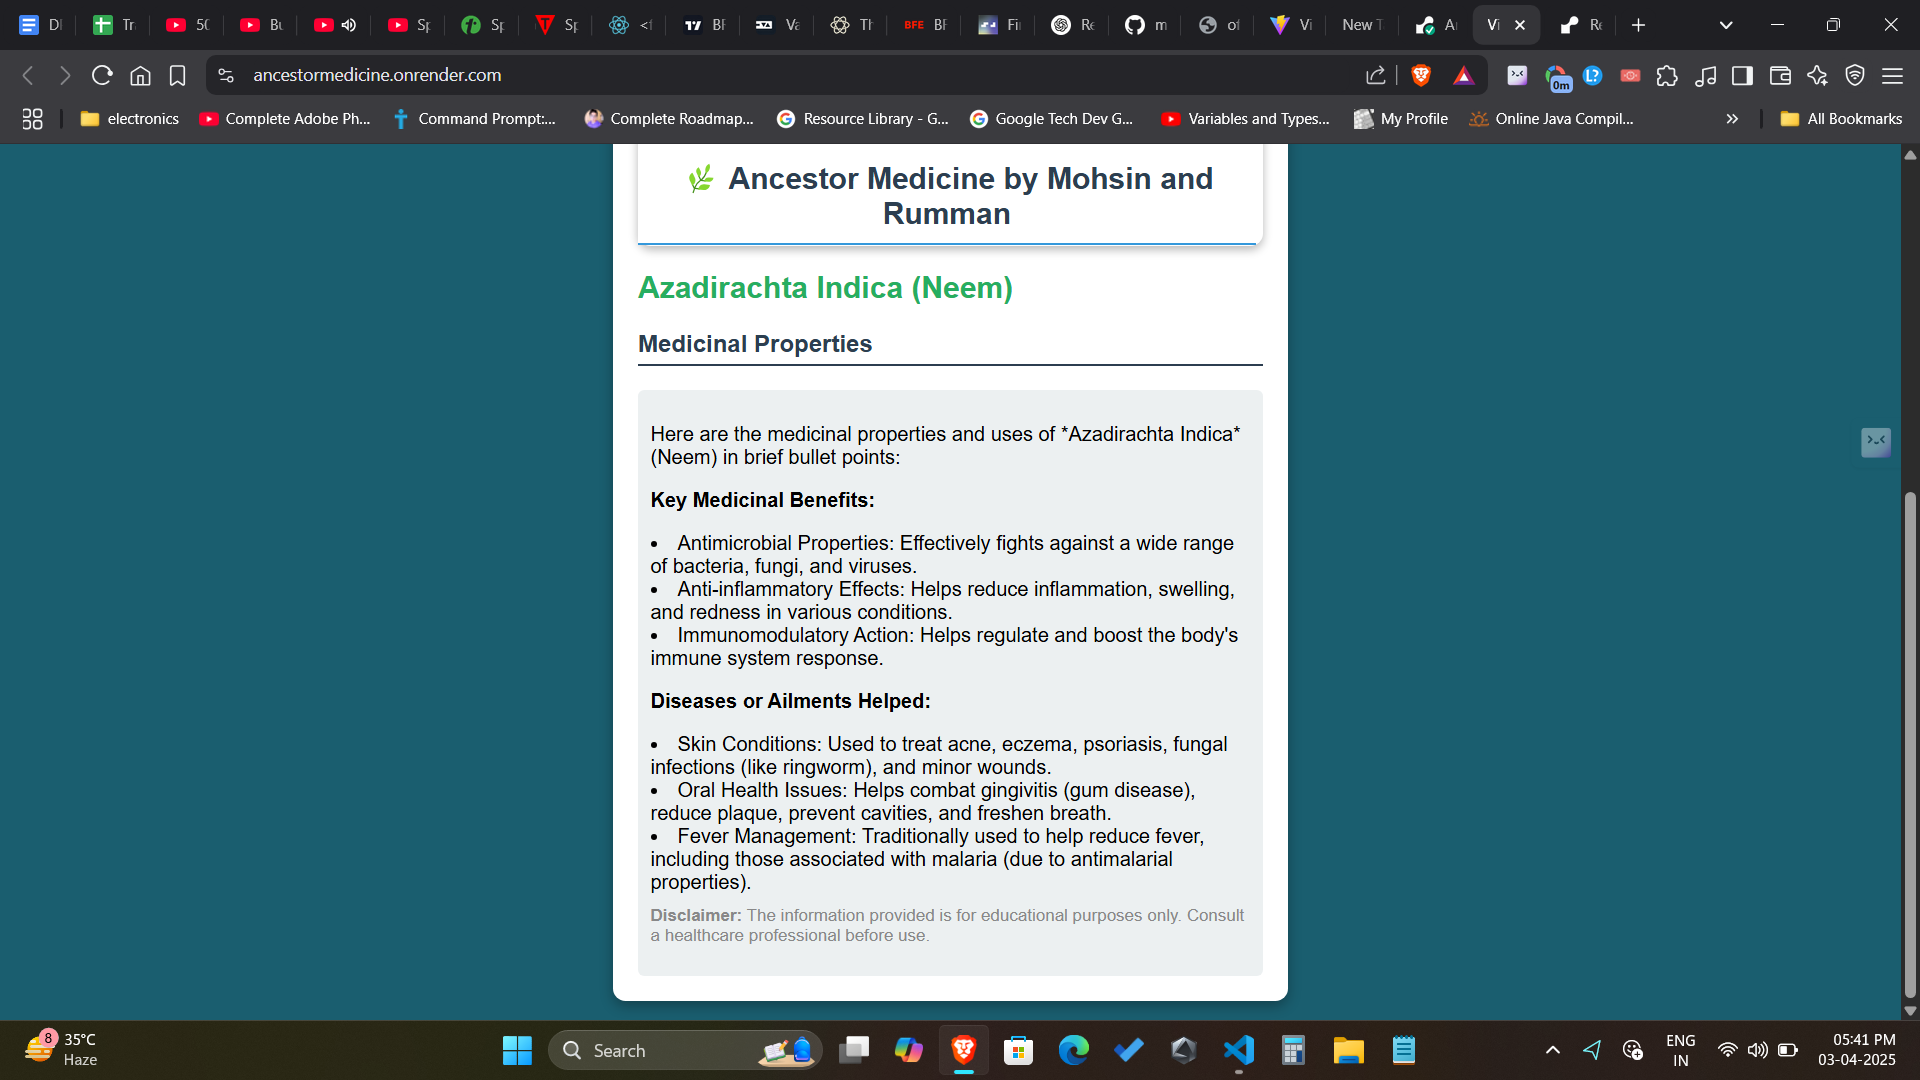 Dl
Tr
50
Bu
Sp
Sp
Sp
<f
BF
Va
Th
BFE
BF
Fi
Re
m
of
Vi
New T
Ar
Vi
Re
ancestormedicine.onrender.com
0m
electronics
Complete Adobe Ph...
Command Prompt:...
Complete Roadmap...
Resource Library - G...
Google Tech Dev G...
Variables and Types...
My Profile
Online Java Compil...
All Bookmarks
Ancestor Medicine by Mohsin and
Rumman
Azadirachta Indica (Neem)
Medicinal Properties
Here are the medicinal properties and uses of *Azadirachta Indica*
(Neem) in brief bullet points:
Key Medicinal Benefits:
• Antimicrobial Properties: Effectively fights against a wide range
of bacteria, fungi, and viruses.
• Anti-inflammatory Effects: Helps reduce inflammation, swelling,
and redness in various conditions.
• Immunomodulatory Action: Helps regulate and boost the body's
immune system response.
Diseases or Ailments Helped:
• Skin Conditions: Used to treat acne, eczema, psoriasis, fungal
infections (like ringworm), and minor wounds.
• Oral Health Issues: Helps combat gingivitis (gum disease),
reduce plaque, prevent cavities, and freshen breath.
• Fever Management: Traditionally used to help reduce fever,
including those associated with malaria (due to antimalarial
properties).
Disclaimer: The information provided is for educational purposes only. Consult
a healthcare professional before use.
8
35°C
Haze
Search
ENG
IN
05:41 PM
03-04-2025